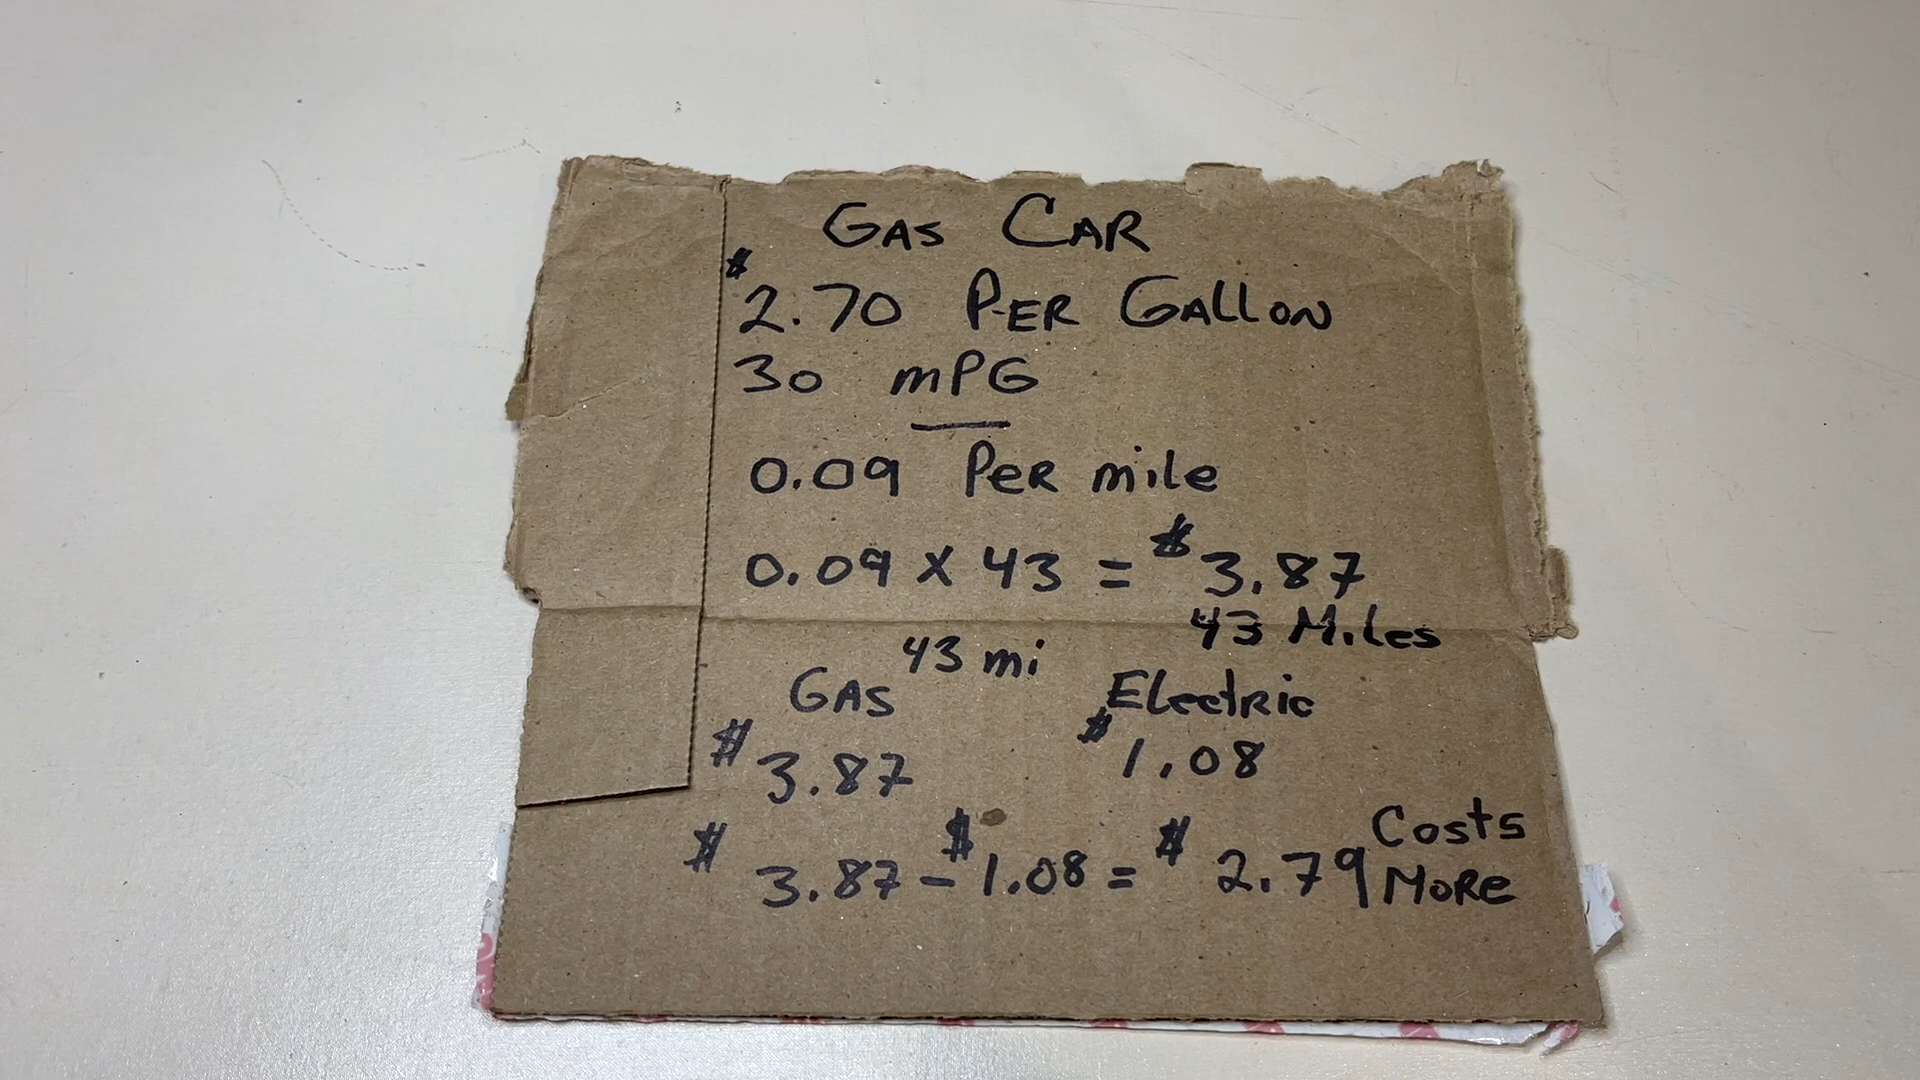 GAS CAR
$2.70 PER GALLON
30 mPG
0.09 PER mile
0.09 x 43 = $3.87
43 MiLes
43 mi
GAS Electric
$3.87 $1.08
$3.87 - $1.08 = $2.79 Costs MoRe